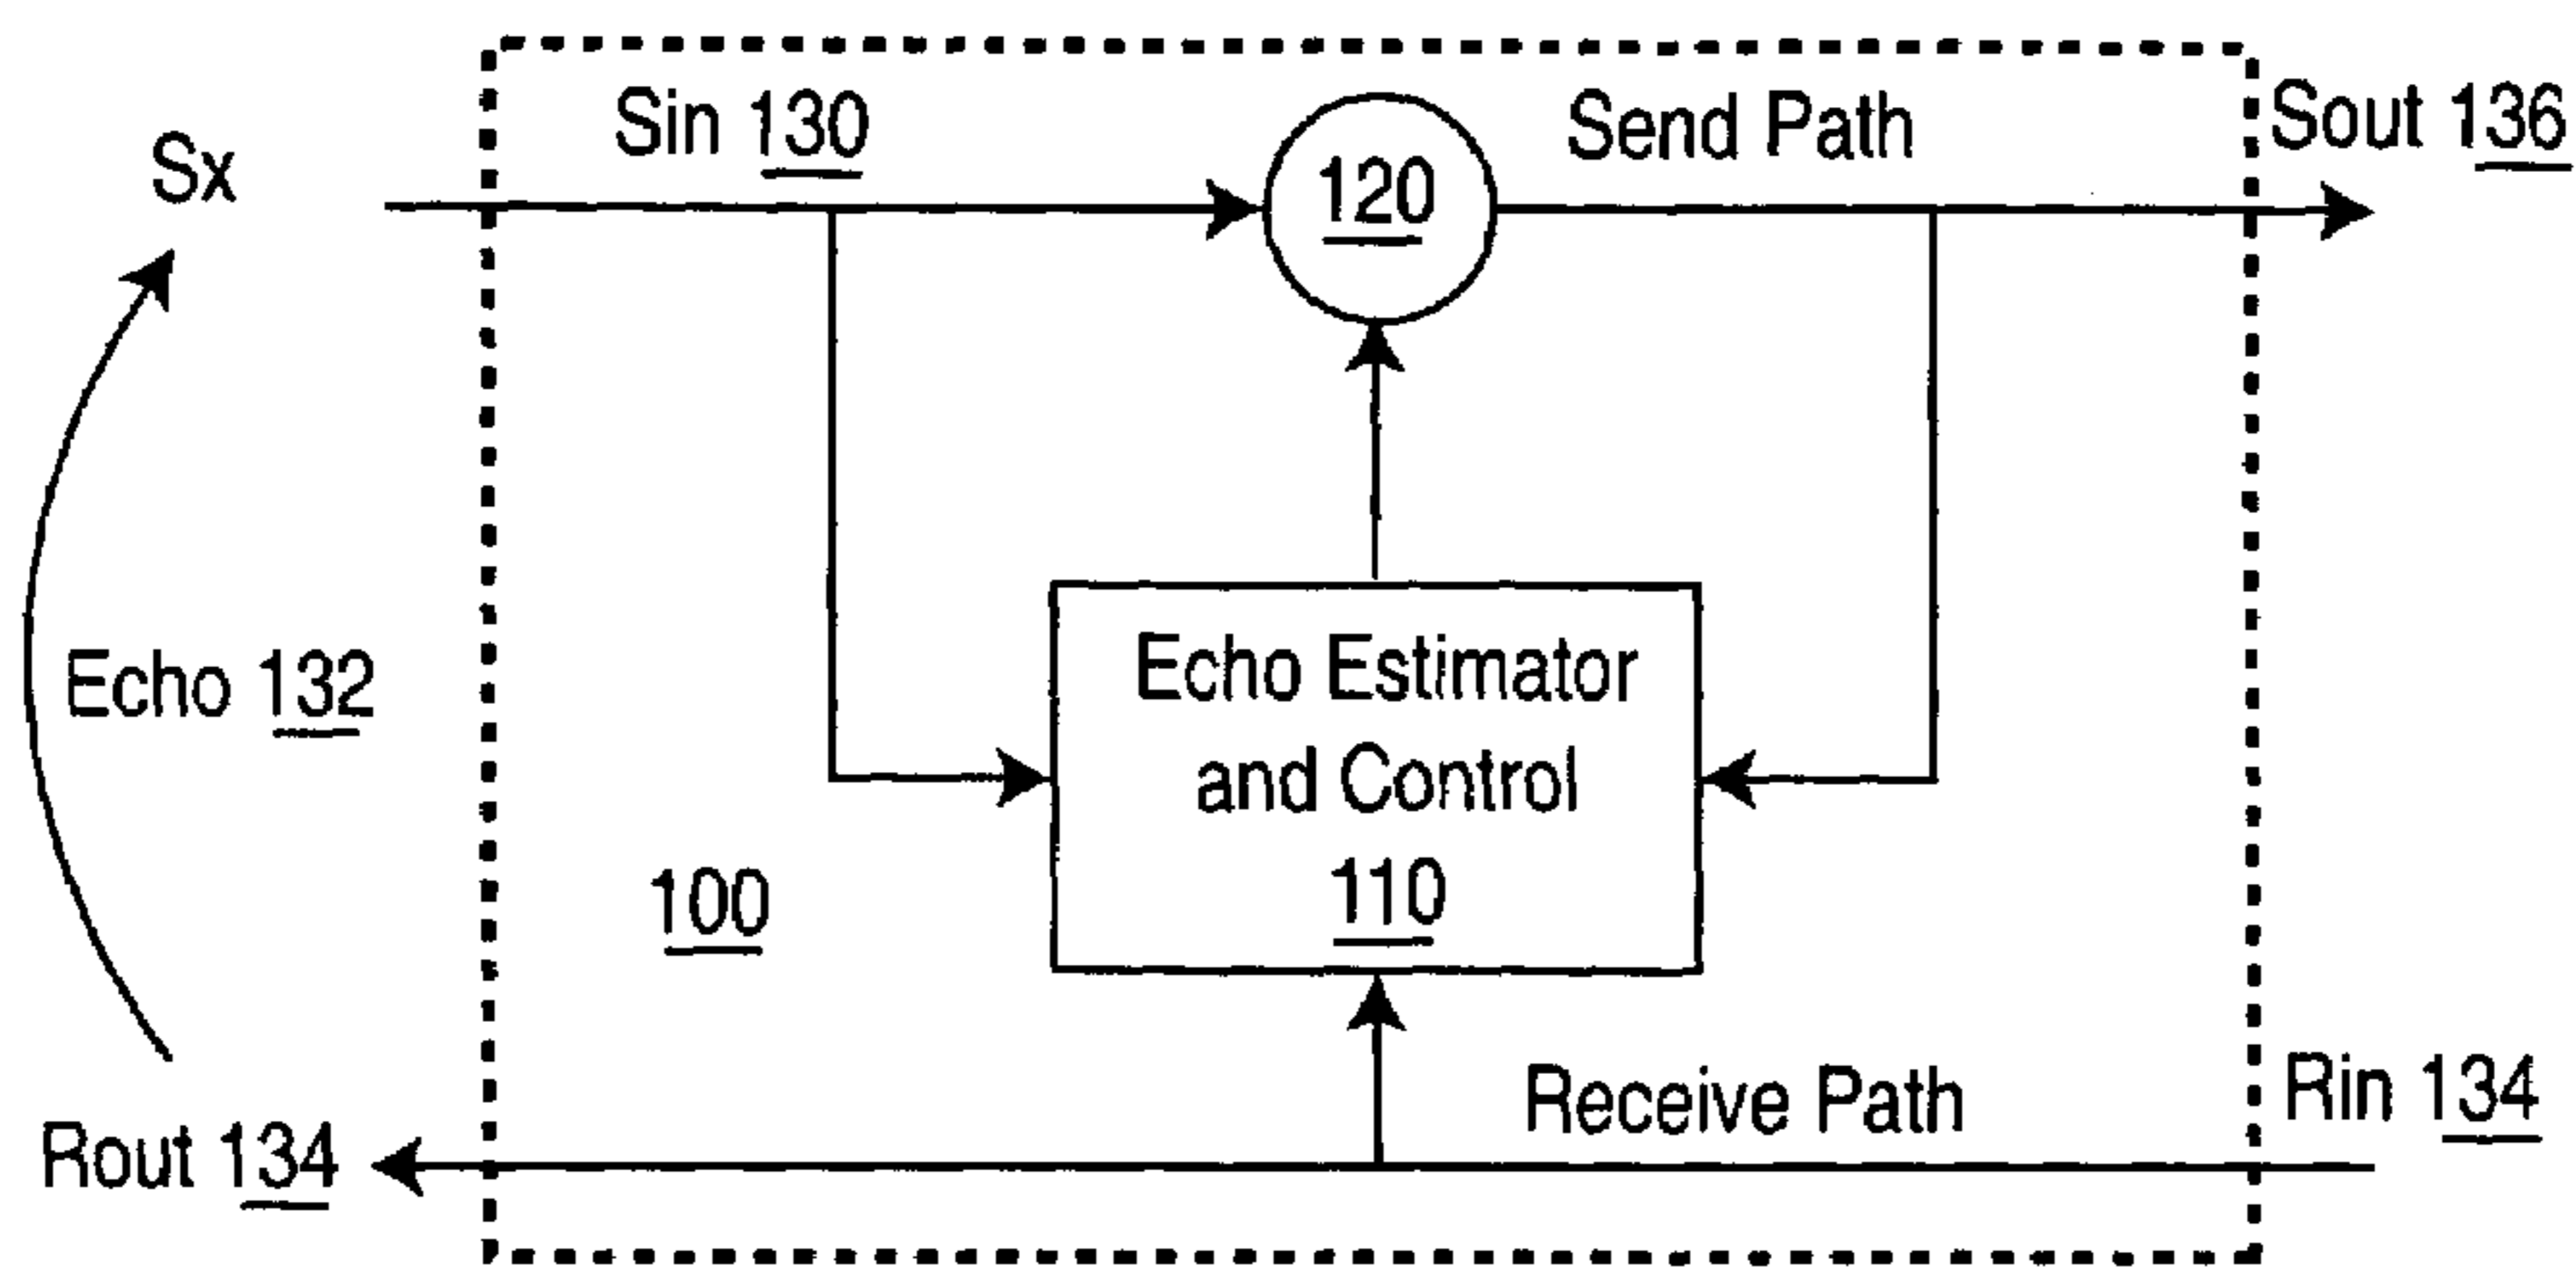 Sin 130
Send Path
Sout 136
Sx
120
Echo 132
Echo Estimator
and Control
110
100
Receive Path
Rin 134
Rout 134